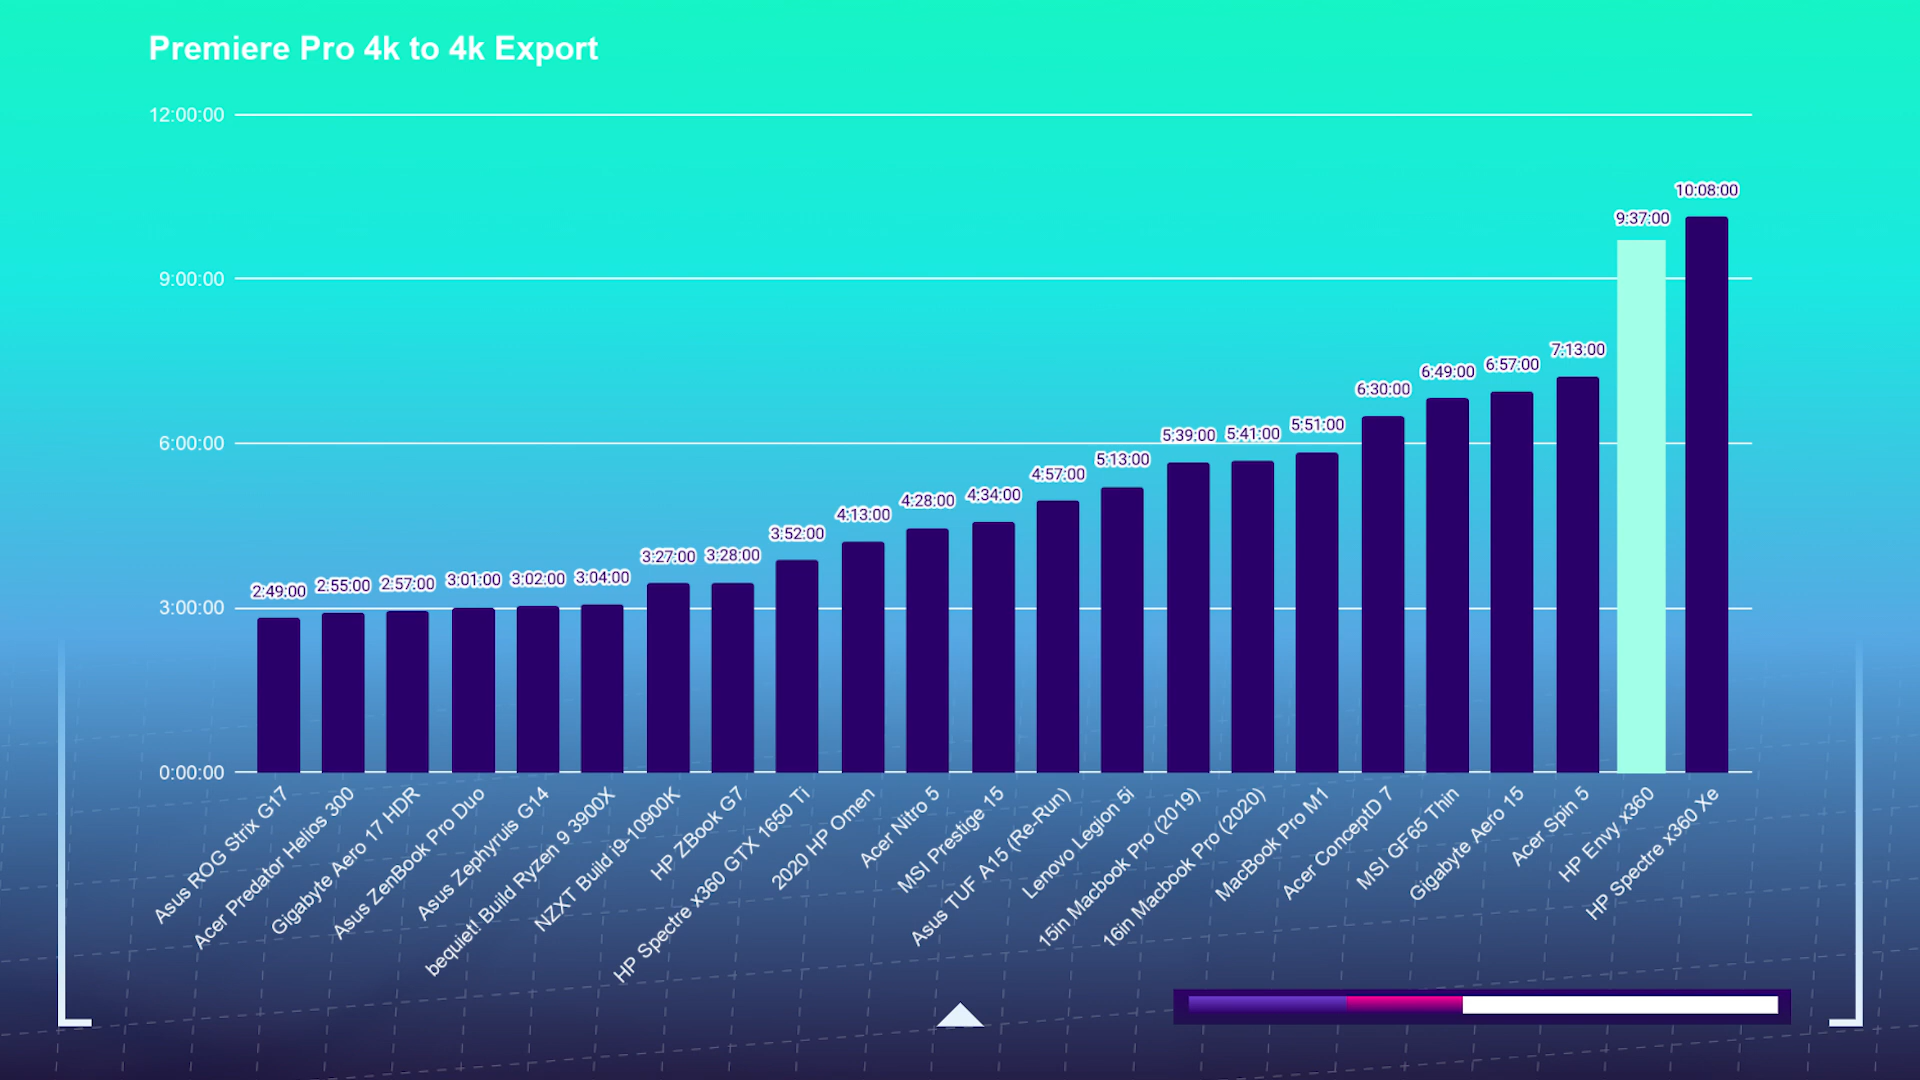 Premiere Pro 4k to 4k Export
12:00:00
9:00:00
6:00:00
3:00:00
0:00:00
2:49:00
2:55:00
2:57:00
3:01:00
3:02:00
3:04:00
3:27:00
3:28:00
3:52:00
4:13:00
4:28:00
4:34:00
4:57:00
5:13:00
5:39:00
5:41:00
5:51:00
6:30:00
6:49:00
6:57:00
7:13:00
9:37:00
10:08:00
Asus ROG Strix G17
Acer Predator Helios 300
Gigabyte Aero 17 HDR
Asus ZenBook Pro Duo
Asus Zephyruis G14
bequiet! Build Ryzen 9 3900X
NZXT Build i9-10900K
HP ZBook G7
HP Spectre x360 GTX 1650 Ti
2020 HP Omen
Acer Nitro 5
MSI Prestige 15
Asus TUF A15 (Re-Run)
Lenovo Legion 5i
15in Macbook Pro (2019)
16in Macbook Pro (2020)
MacBook Pro M1
Acer ConceptD 7
MSI GF65 Thin
Gigabyte Aero 15
Acer Spin 5
HP Envy x360
HP Spectre x360 Xe